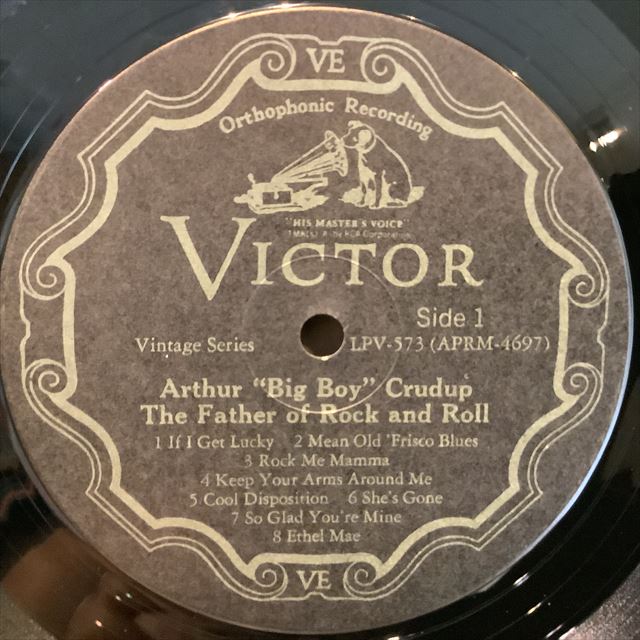 VE
Orthophonic Recording
"HIS MASTER'S VOICE"
VICTOR
Side 1
Vintage Series LPV-573 (APRM-4697)
Arthur "Big Boy" Crudup
The Father of Rock and Roll
1 If I Get Lucky 2 Mean Old 'Frisco Blues
3 Rock Me Mamma
4 Keep Your Arms Around Me
5 Cool Disposition 6 She's Gone
7 So Glad You're Mine
8 Ethel Mae
VE